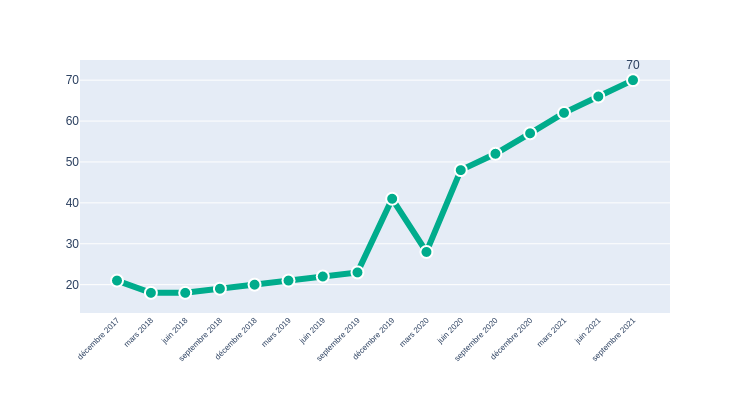 70
70
60
50
40
30
20
décembre 2017
mars 2018
juin 2018
septembre 2018
décembre 2018
mars 2019
juin 2019
septembre 2019
décembre 2019
mars 2020
juin 2020
septembre 2020
décembre 2020
mars 2021
juin 2021
septembre 2021